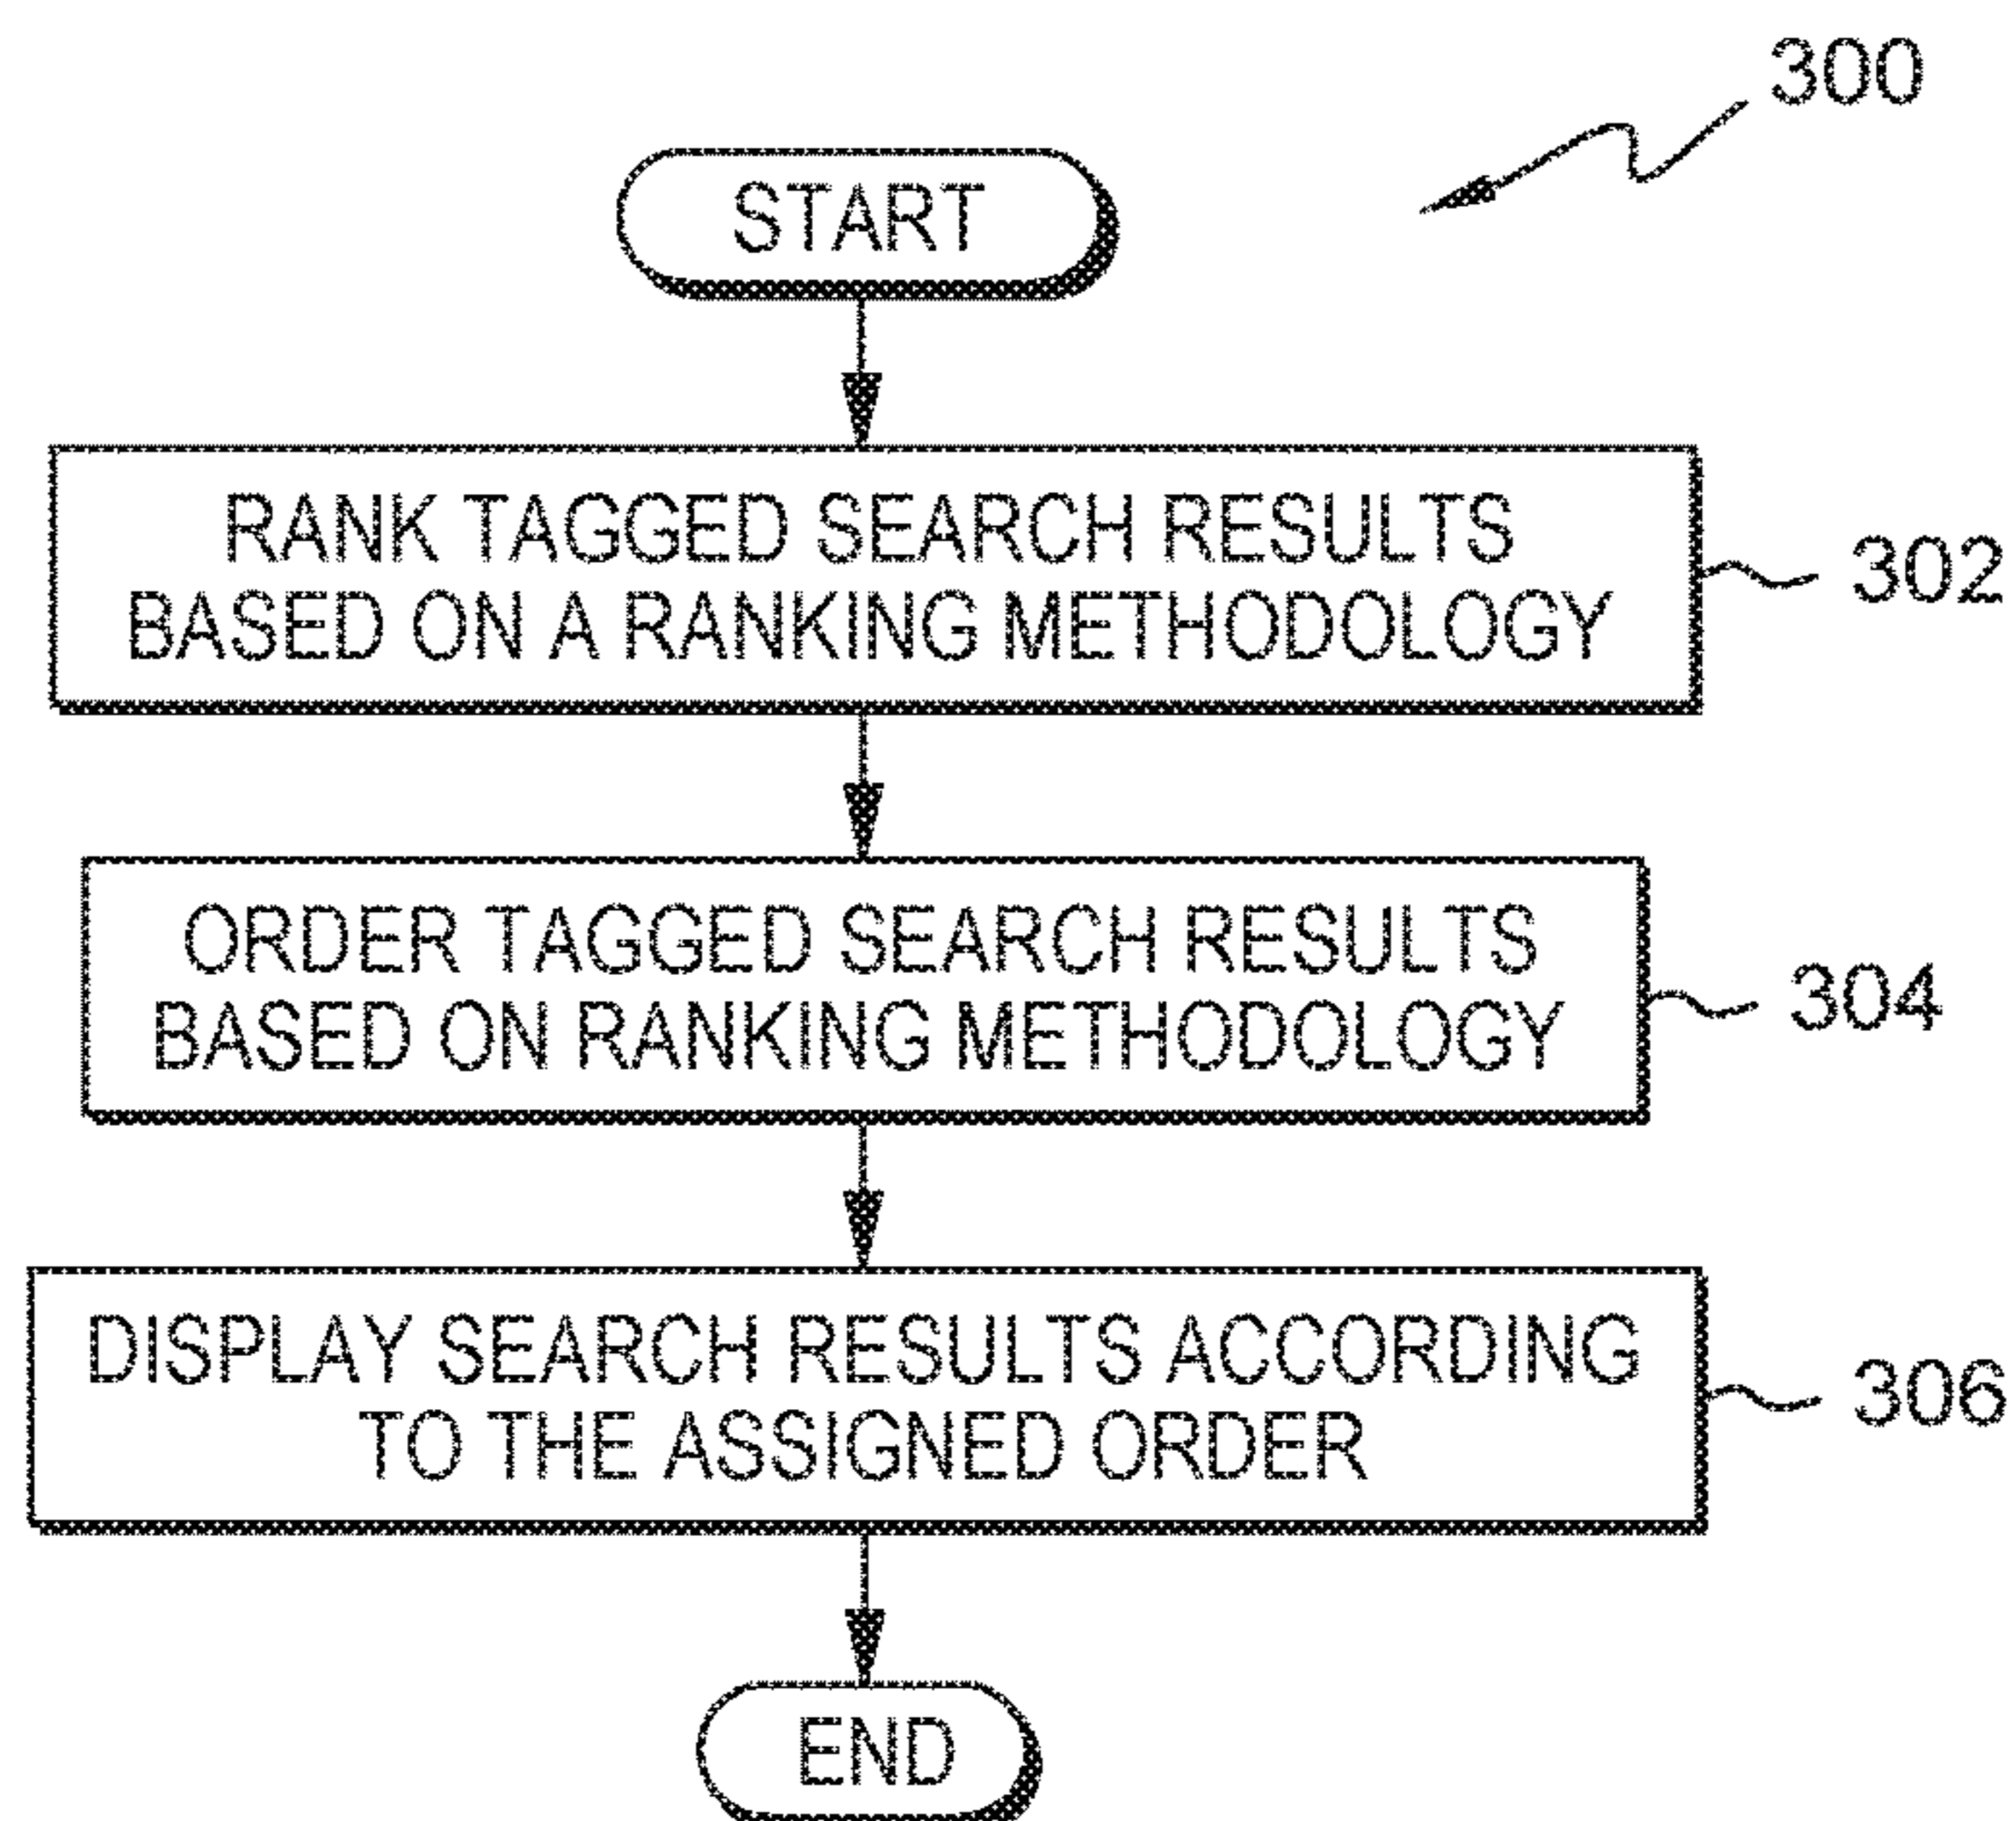 300
START
RANK TAGGED SEARCH RESULTS
BASED ON A RANKING METHODOLOGY
302
ORDER TAGGED SEARCH RESULTS
BASED ON RANKING METHODOLOGY
304
DISPLAY SEARCH RESULTS ACCORDING
TO THE ASSIGNED ORDER
306
END